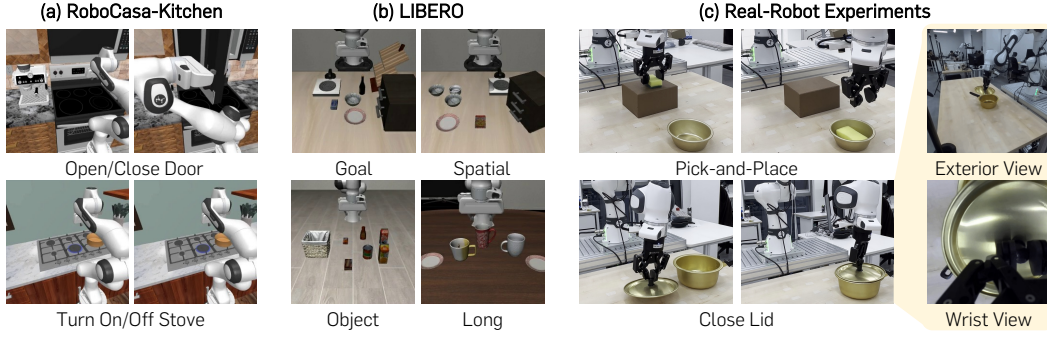 (a) RoboCasa-Kitchen
Open/Close Door
Turn On/Off Stove
(b) LIBERO
Goal
Spatial
Object
Long
(c) Real-Robot Experiments
Pick-and-Place
Exterior View
Close Lid
Wrist View